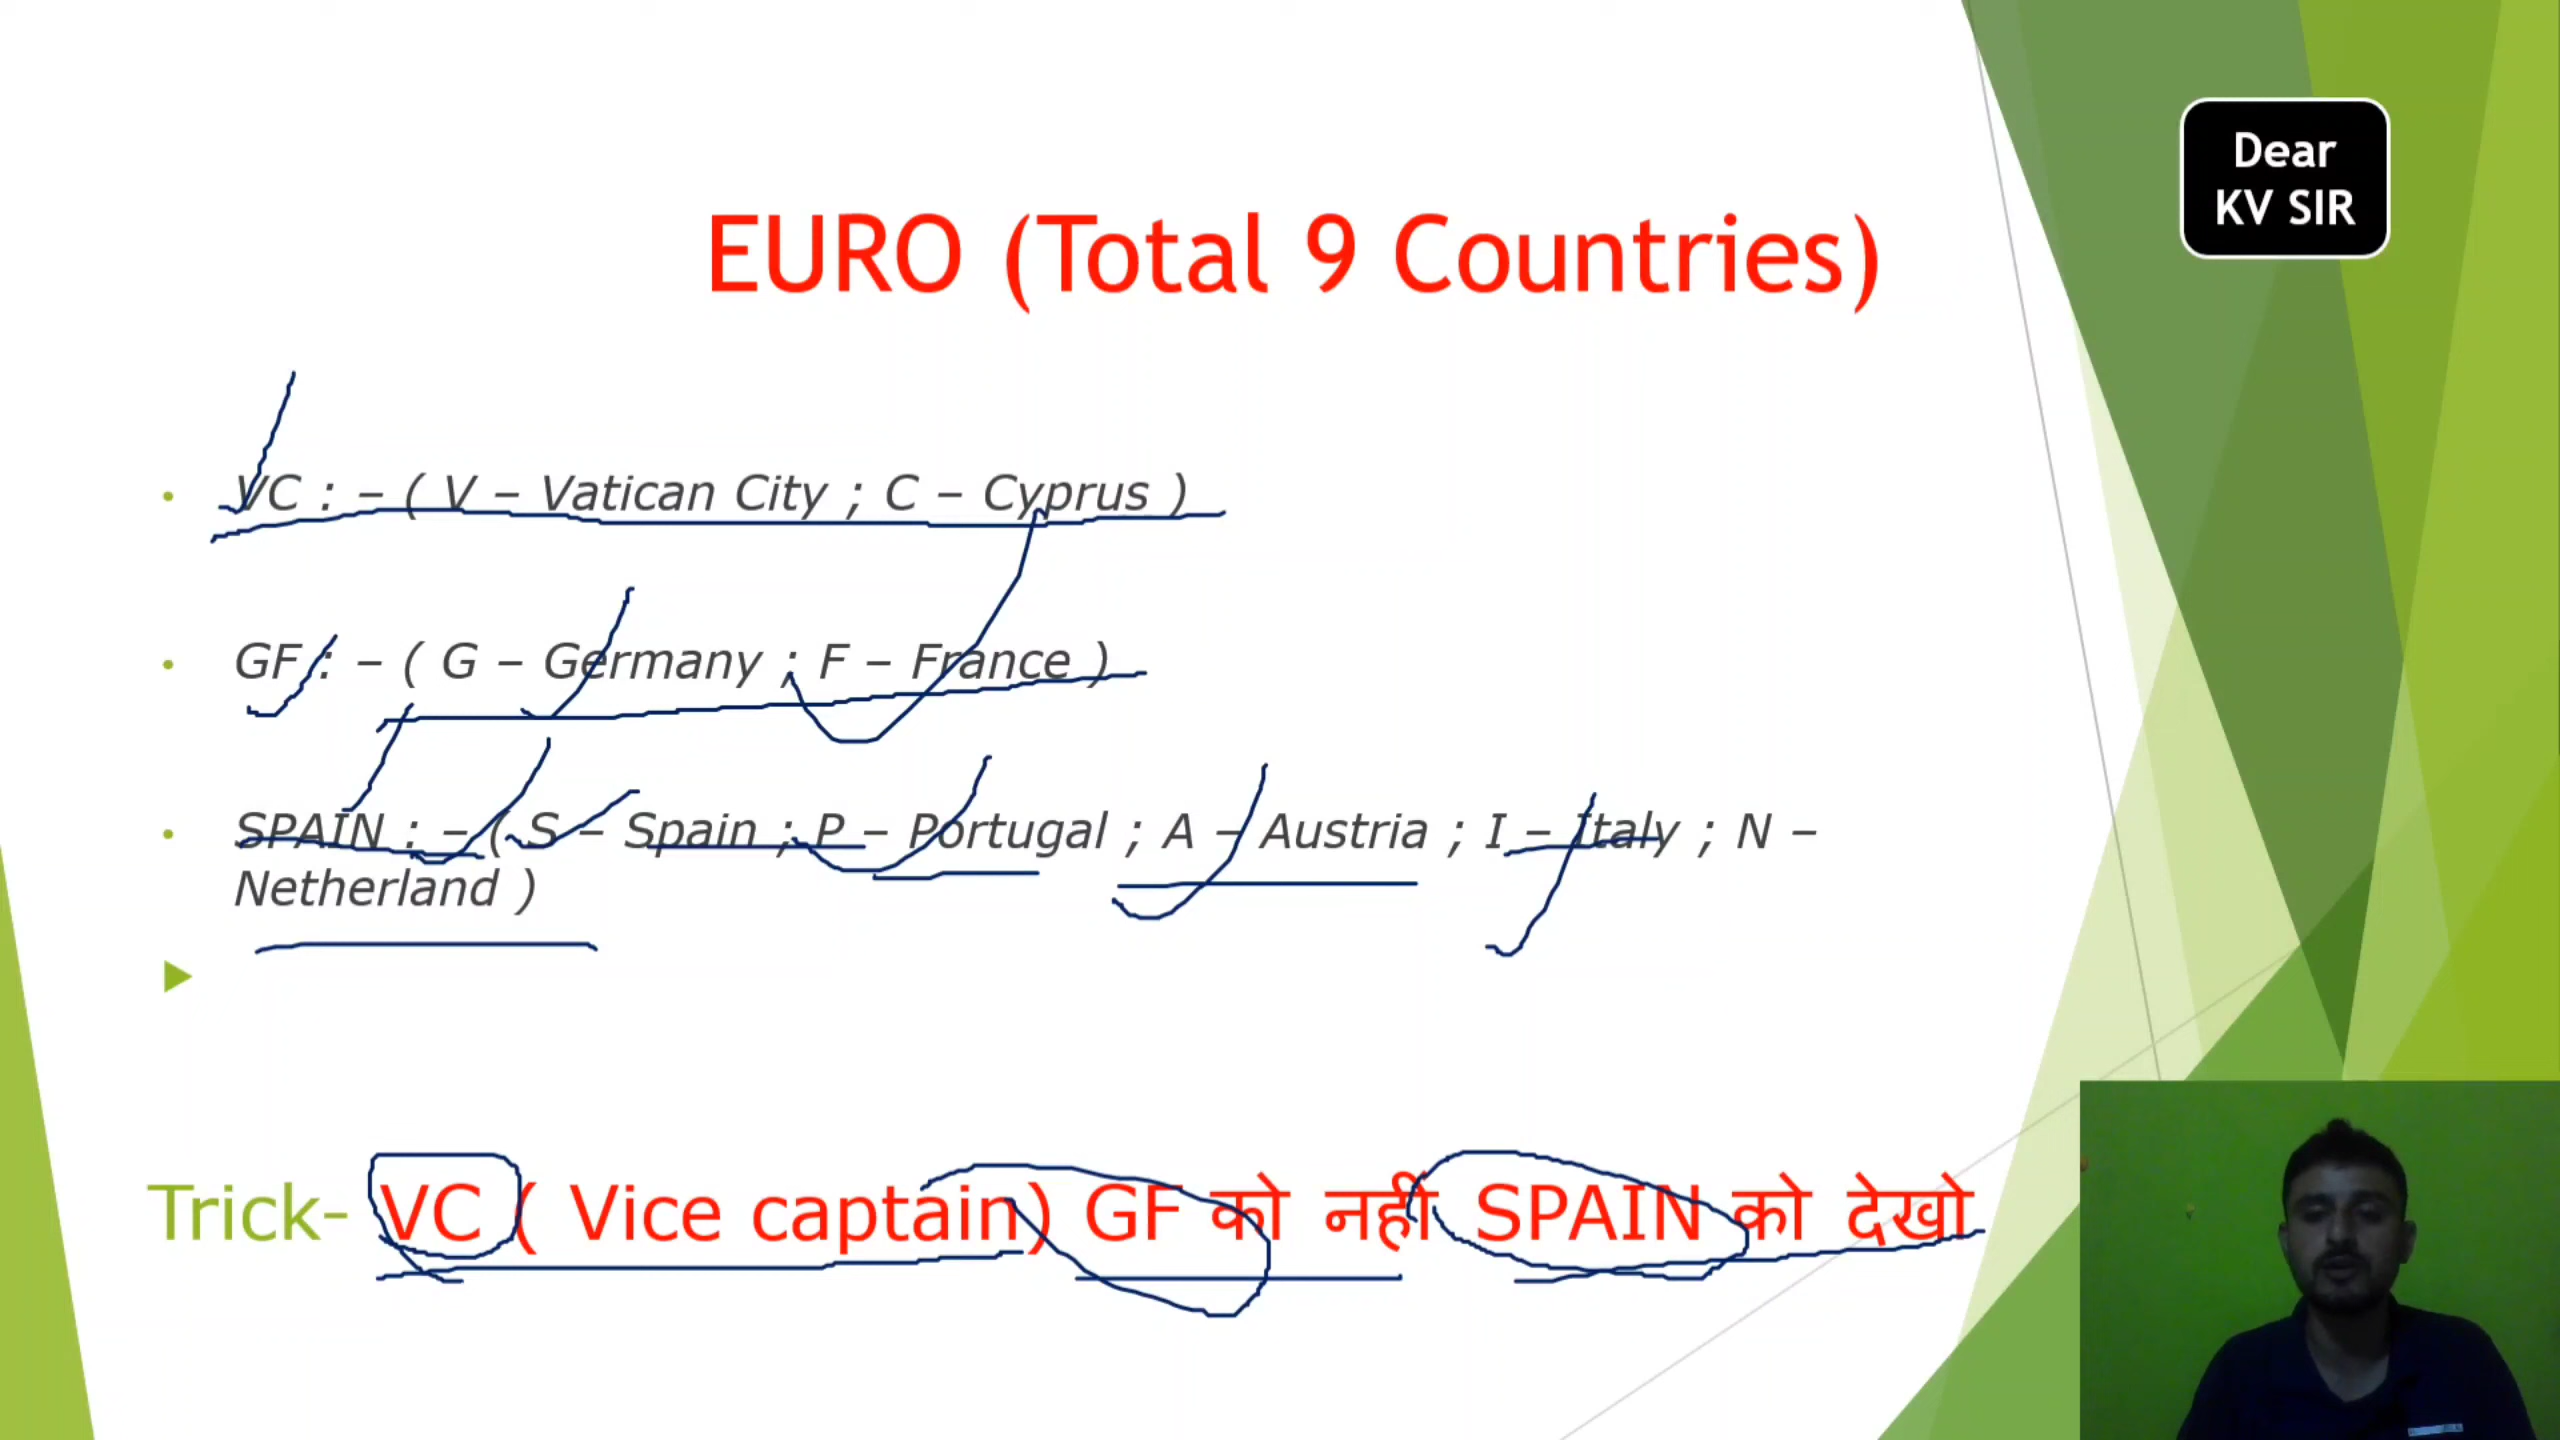 Dear
KV SIR
EURO (Total 9 Countries)
VC : – ( V – Vatican City ; C – Cyprus )
GF : – ( G – Germany ; F – France )
SPAIN : – ( S – Spain ; P – Portugal ; A – Austria ; I – Italy ; N –
Netherland )
Trick- VC ( Vice captain) GF को नहीं SPAIN को देखो